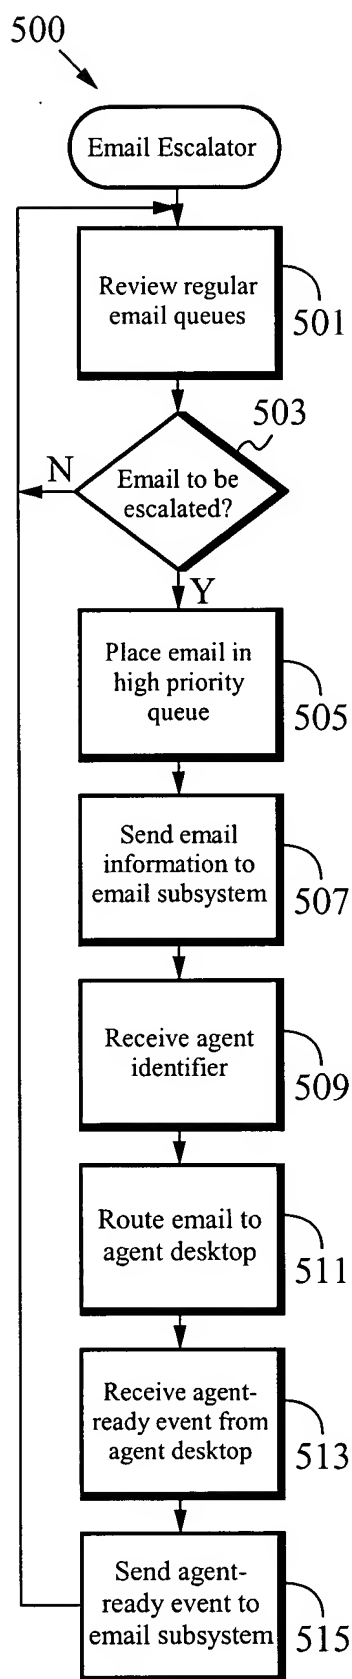 500
Email Escalator
Review regular
email queues
501
503
Email to be
escalated?
N
Y
Place email in
high priority
queue
505
Send email
information to
email subsystem
507
Receive agent
identifier
509
Route email to
agent desktop
511
Receive agent-
ready event from
agent desktop
513
Send agent-
ready event to
email subsystem
515